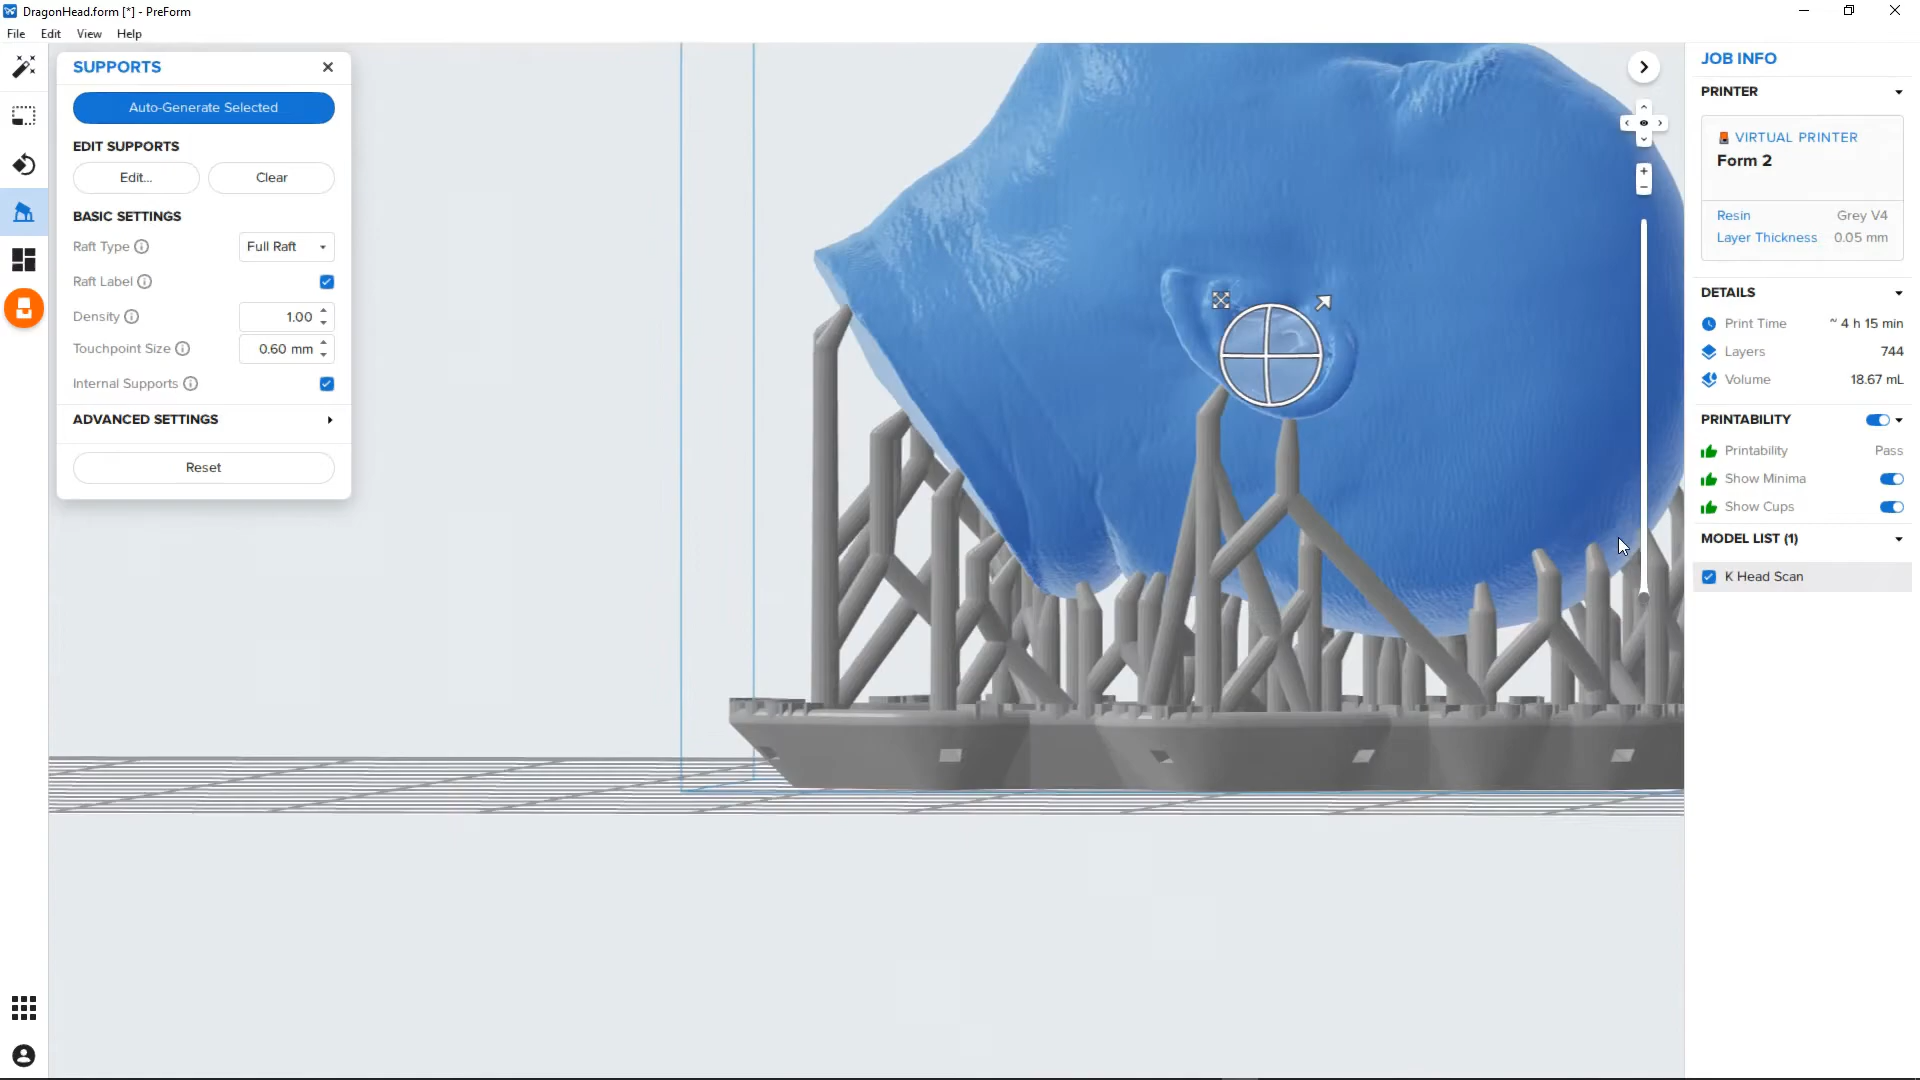 DragonHead.form [*] - PreForm
File Edit View Help
SUPPORTS
Auto-Generate Selected
EDIT SUPPORTS
Edit... Clear
BASIC SETTINGS
Raft Type Full Raft
Raft Label
Density 1.00
Touchpoint Size 0.60 mm
Internal Supports
ADVANCED SETTINGS
Reset
JOB INFO
PRINTER
VIRTUAL PRINTER
Form 2
Resin Grey V4
Layer Thickness 0.05 mm
DETAILS
Print Time ~ 4 h 15 min
Layers 744
Volume 18.67 mL
PRINTABILITY
Printability Pass
Show Minima
Show Cups
MODEL LIST (1)
K Head Scan